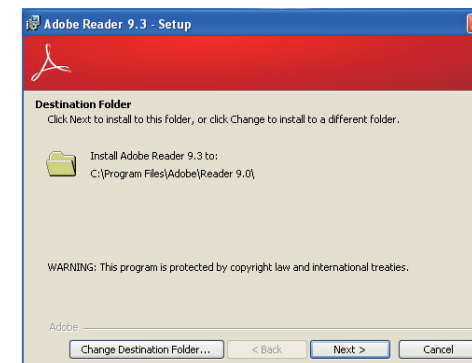 Adobe Reader 9.3 - Setup
Destination Folder
Click Next to install to this folder, or click Change to install to a different folder.
Install Adobe Reader 9.3 to:
C:\Program Files\Adobe\Reader 9.0\
WARNING: This program is protected by copyright law and international treaties.
Adobe
Change Destination Folder... < Back Next > Cancel